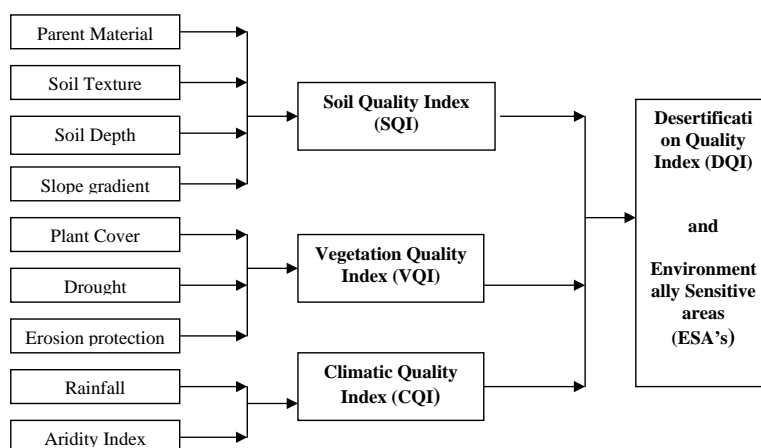 Parent Material
Soil Texture
Soil Depth
Slope gradient
Plant Cover
Drought
Erosion protection
Rainfall
Aridity Index
Soil Quality Index
(SQI)
Vegetation Quality
Index (VQI)
Climatic Quality
Index (CQI)
Desertificati
on Quality
Index (DQI)
and
Environment
ally Sensitive
areas
(ESA's)